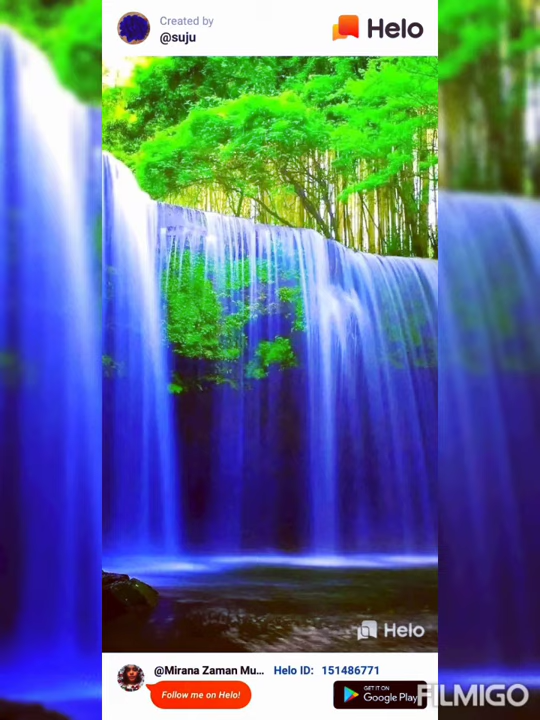 Created by
@suju
Helo
Helo
@Mirana Zaman Mu... Helo ID: 151486771
Follow me on Helo!
GET IT ON
Google Play
FILMIGO